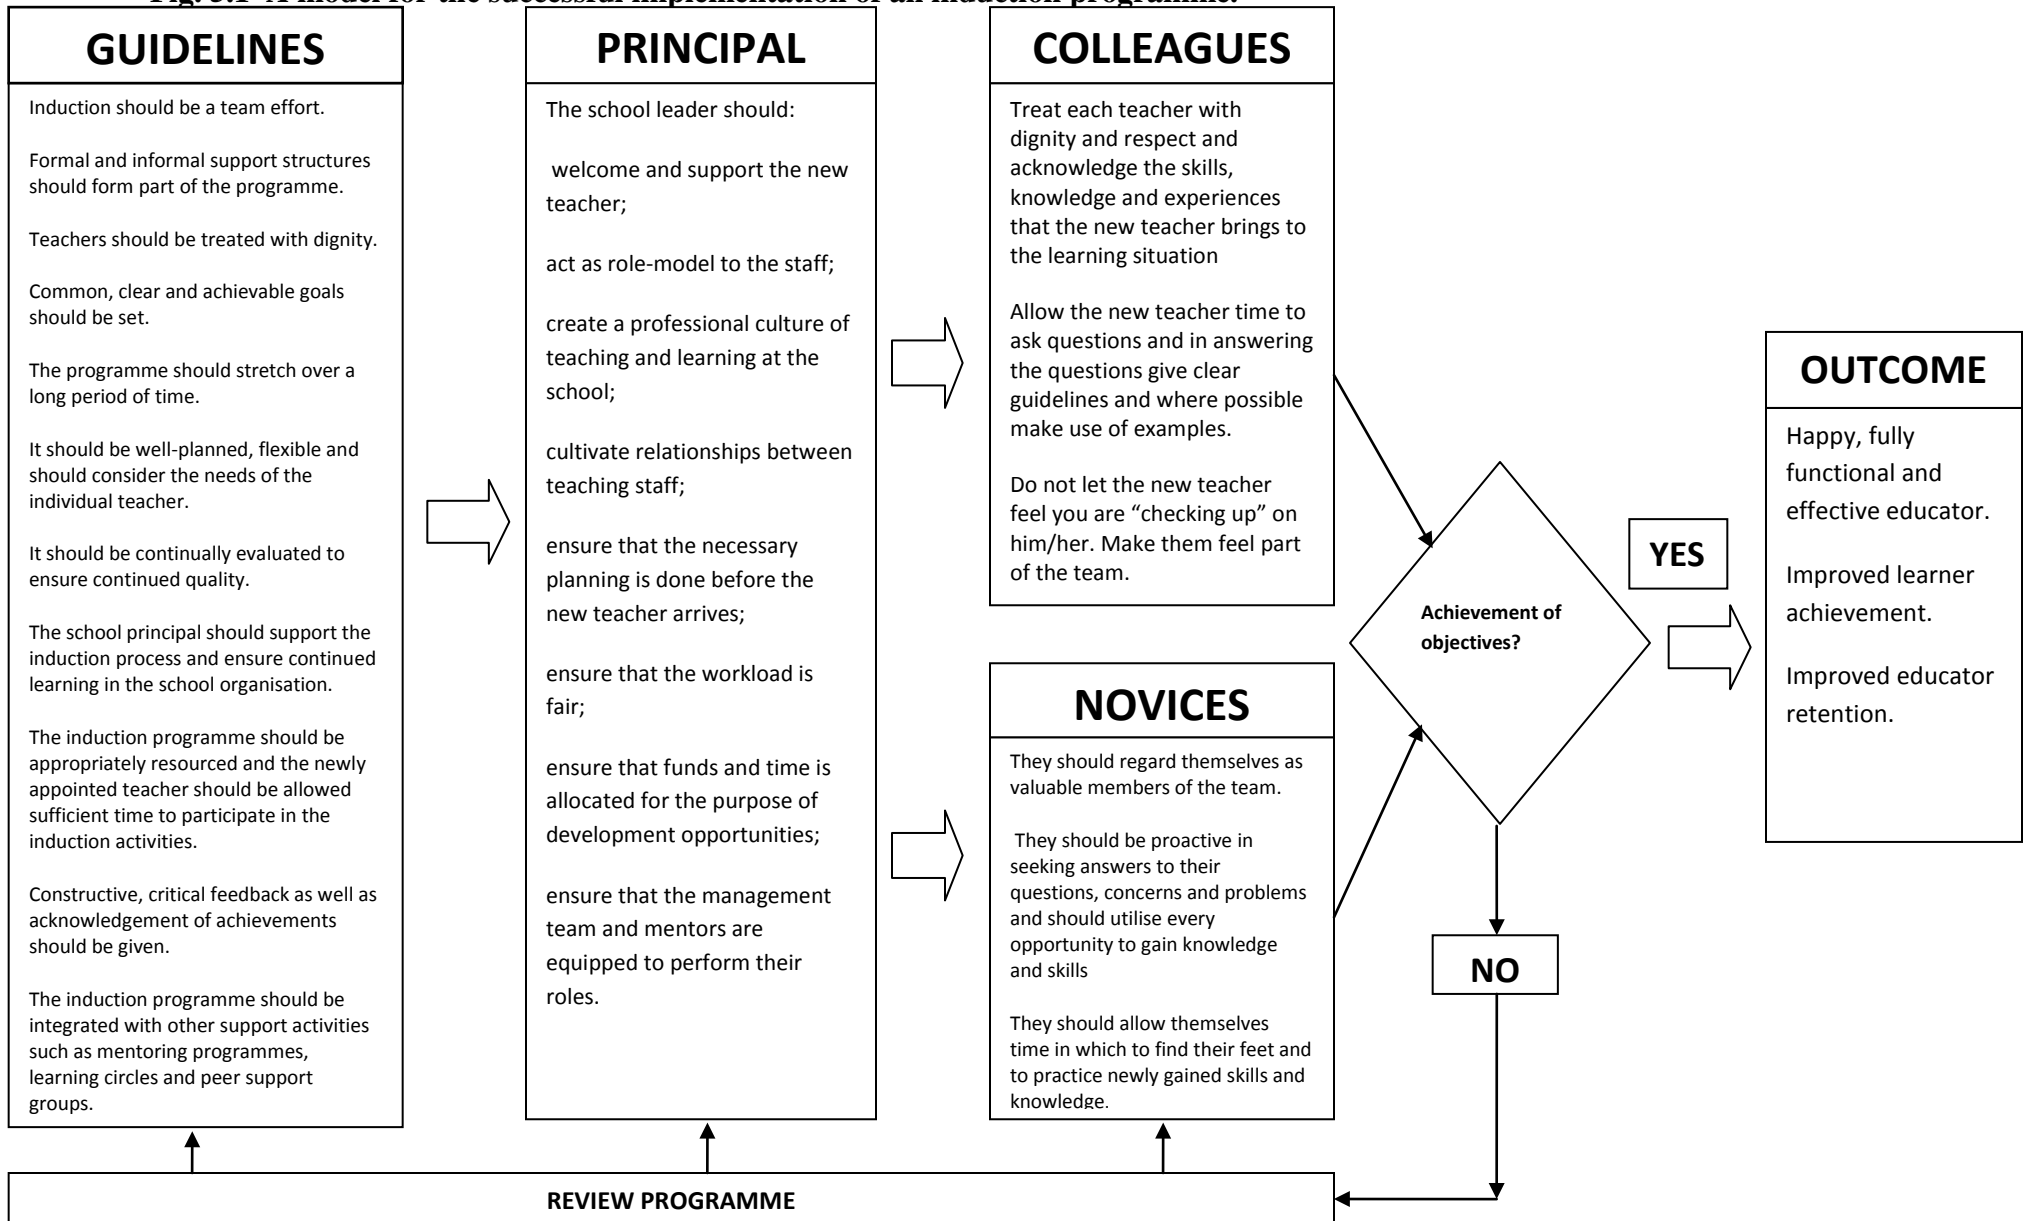 Fig. 5.1 A model for the successful implementation of an induction programme.
GUIDELINES
Induction should be a team effort.
Formal and informal support structures
should form part of the programme.
Teachers should be treated with dignity.
Common, clear and achievable goals
should be set.
The programme should stretch over a
long period of time.
It should be well-planned, flexible and
should consider the needs of the
individual teacher.
It should be continually evaluated to
ensure continued quality.
The school principal should support the
induction process and ensure continued
learning in the school organisation.
The induction programme should be
appropriately resourced and the newly
appointed teacher should be allowed
sufficient time to participate in the
induction activities.
Constructive, critical feedback as well as
acknowledgement of achievements
should be given.
The induction programme should be
integrated with other support activities
such as mentoring programmes,
learning circles and peer support
groups.
PRINCIPAL
The school leader should:
welcome and support the new
teacher;
act as role-model to the staff;
create a professional culture of
teaching and learning at the
school;
cultivate relationships between
teaching staff;
ensure that the necessary
planning is done before the
new teacher arrives;
ensure that the workload is
fair;
ensure that funds and time is
allocated for the purpose of
development opportunities;
ensure that the management
team and mentors are
equipped to perform their
roles.
COLLEAGUES
Treat each teacher with
dignity and respect and
acknowledge the skills,
knowledge and experiences
that the new teacher brings to
the learning situation
Allow the new teacher time to
ask questions and in answering
the questions give clear
guidelines and where possible
make use of examples.
Do not let the new teacher
feel you are “checking up” on
him/her. Make them feel part
of the team.
NOVICES
They should regard themselves as
valuable members of the team.
They should be proactive in
seeking answers to their
questions, concerns and problems
and should utilise every
opportunity to gain knowledge
and skills
They should allow themselves
time in which to find their feet and
to practice newly gained skills and
knowledge.
Achievement of
objectives?
YES
NO
OUTCOME
Happy, fully
functional and
effective educator.
Improved learner
achievement.
Improved educator
retention.
REVIEW PROGRAMME